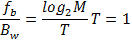 f_b/B_w = log_2 M/T T = 1